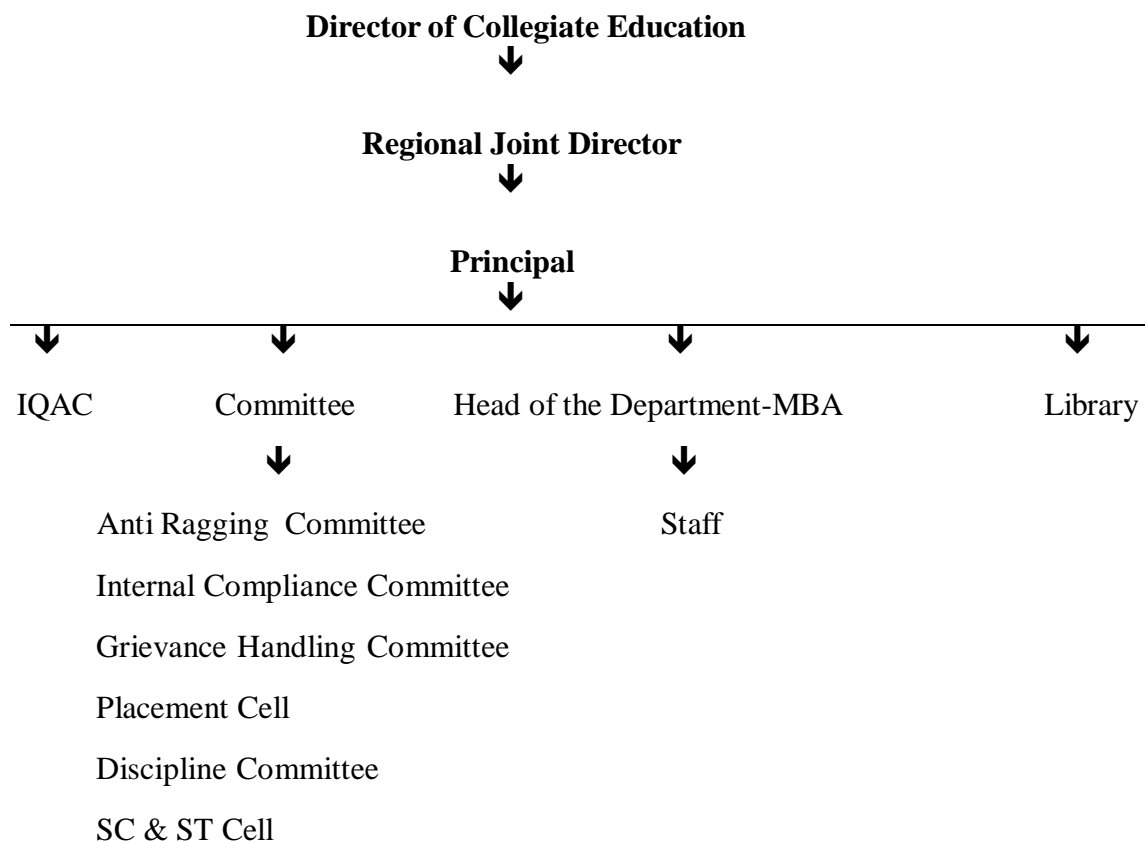 Director of Collegiate Education
Regional Joint Director
Principal
IQAC Committee Head of the Department-MBA Library
Anti Ragging Committee Staff
Internal Compliance Committee
Grievance Handling Committee
Placement Cell
Discipline Committee
SC & ST Cell